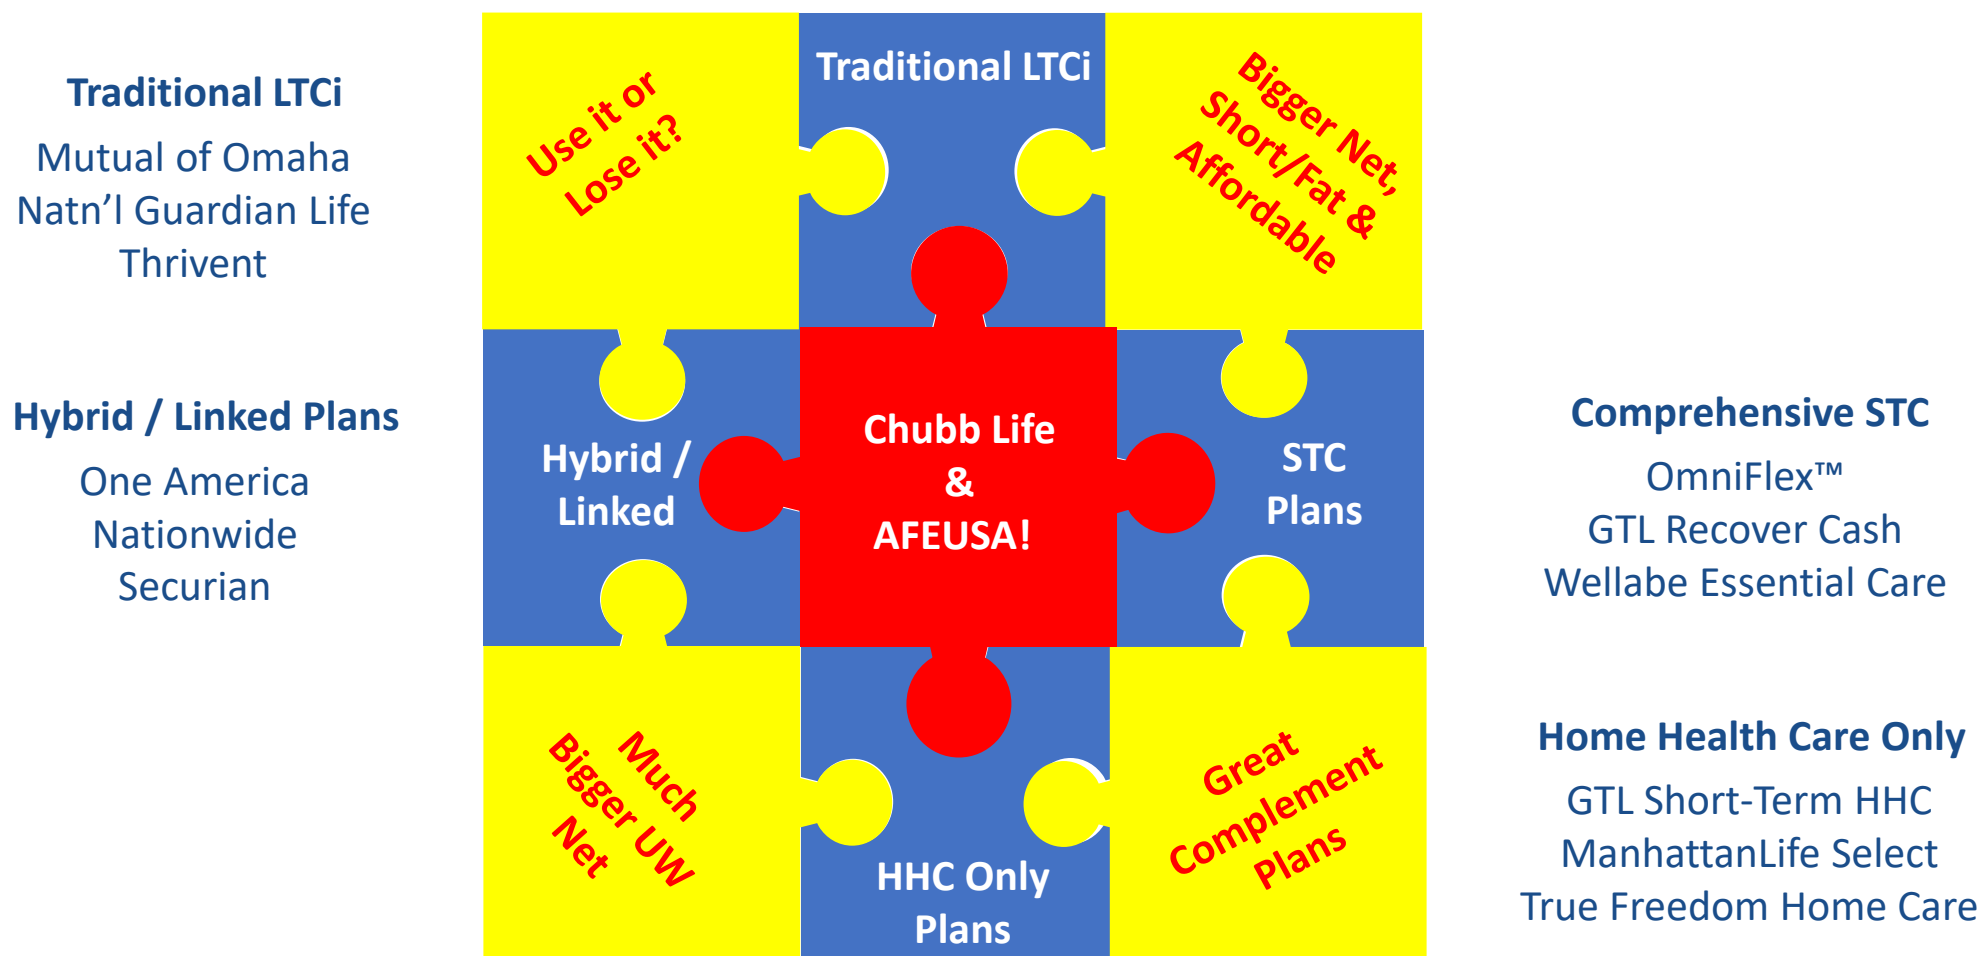 Traditional LTCi
Mutual of Omaha
Natn’l Guardian Life
Thrivent
Hybrid / Linked Plans
One America
Nationwide
Securian
Use it or
Lose it?
Traditional LTCi
Bigger Net,
Short/Fat &
Affordable
Hybrid /
Linked
Chubb Life
&
AFEUSA!
STC
Plans
Much
Bigger UW
Net
HHC Only
Plans
Great
Complement
Plans
Comprehensive STC
OmniFlex™
GTL Recover Cash
Wellabe Essential Care
Home Health Care Only
GTL Short-Term HHC
ManhattanLife Select
True Freedom Home Care